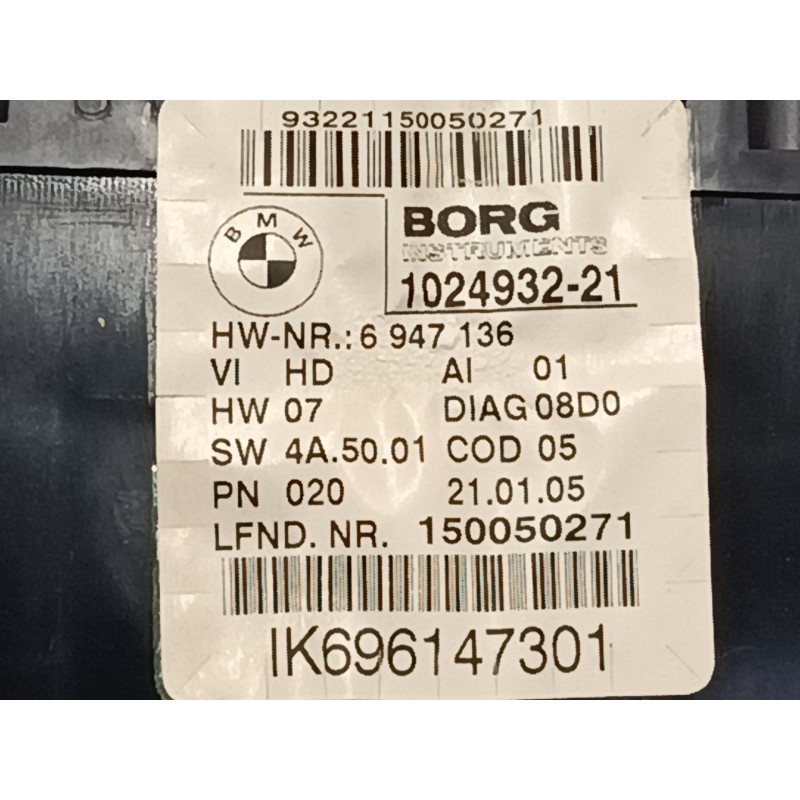 93221150050271
BMW
BORG
INSTRUMENTS
1024932-21
HW-NR.: 6 947 136
VI HD AI 01
HW 07 DIAG 08D0
SW 4A.50.01 COD 05
PN 020 21.01.05
LFND. NR. 150050271
IK696147301